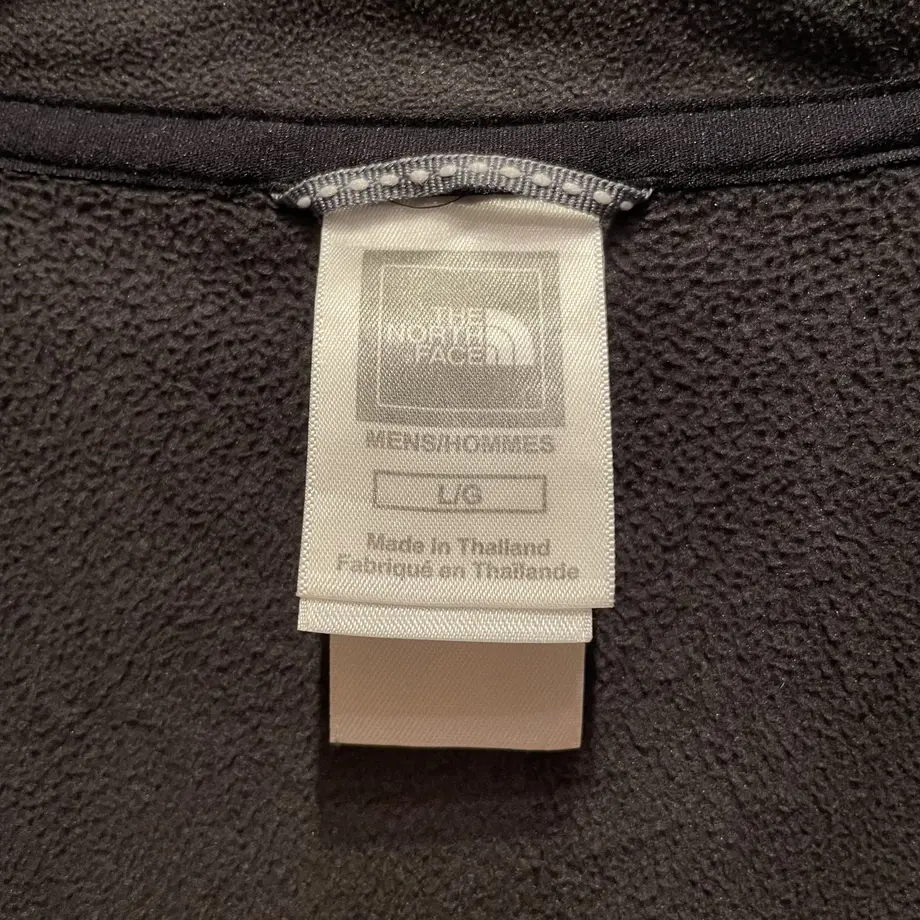 THE
NORTH
FACE
MENS/HOMMES
L/G
Made in Thailand
Fabriqué en Thaïlande